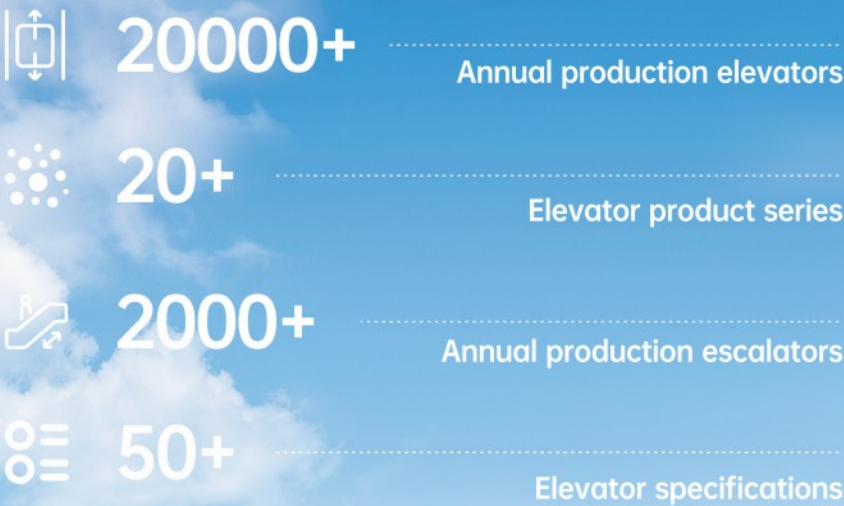 20000+
Annual production elevators
20+
Elevator product series
2000+
Annual production escalators
50+
Elevator specifications